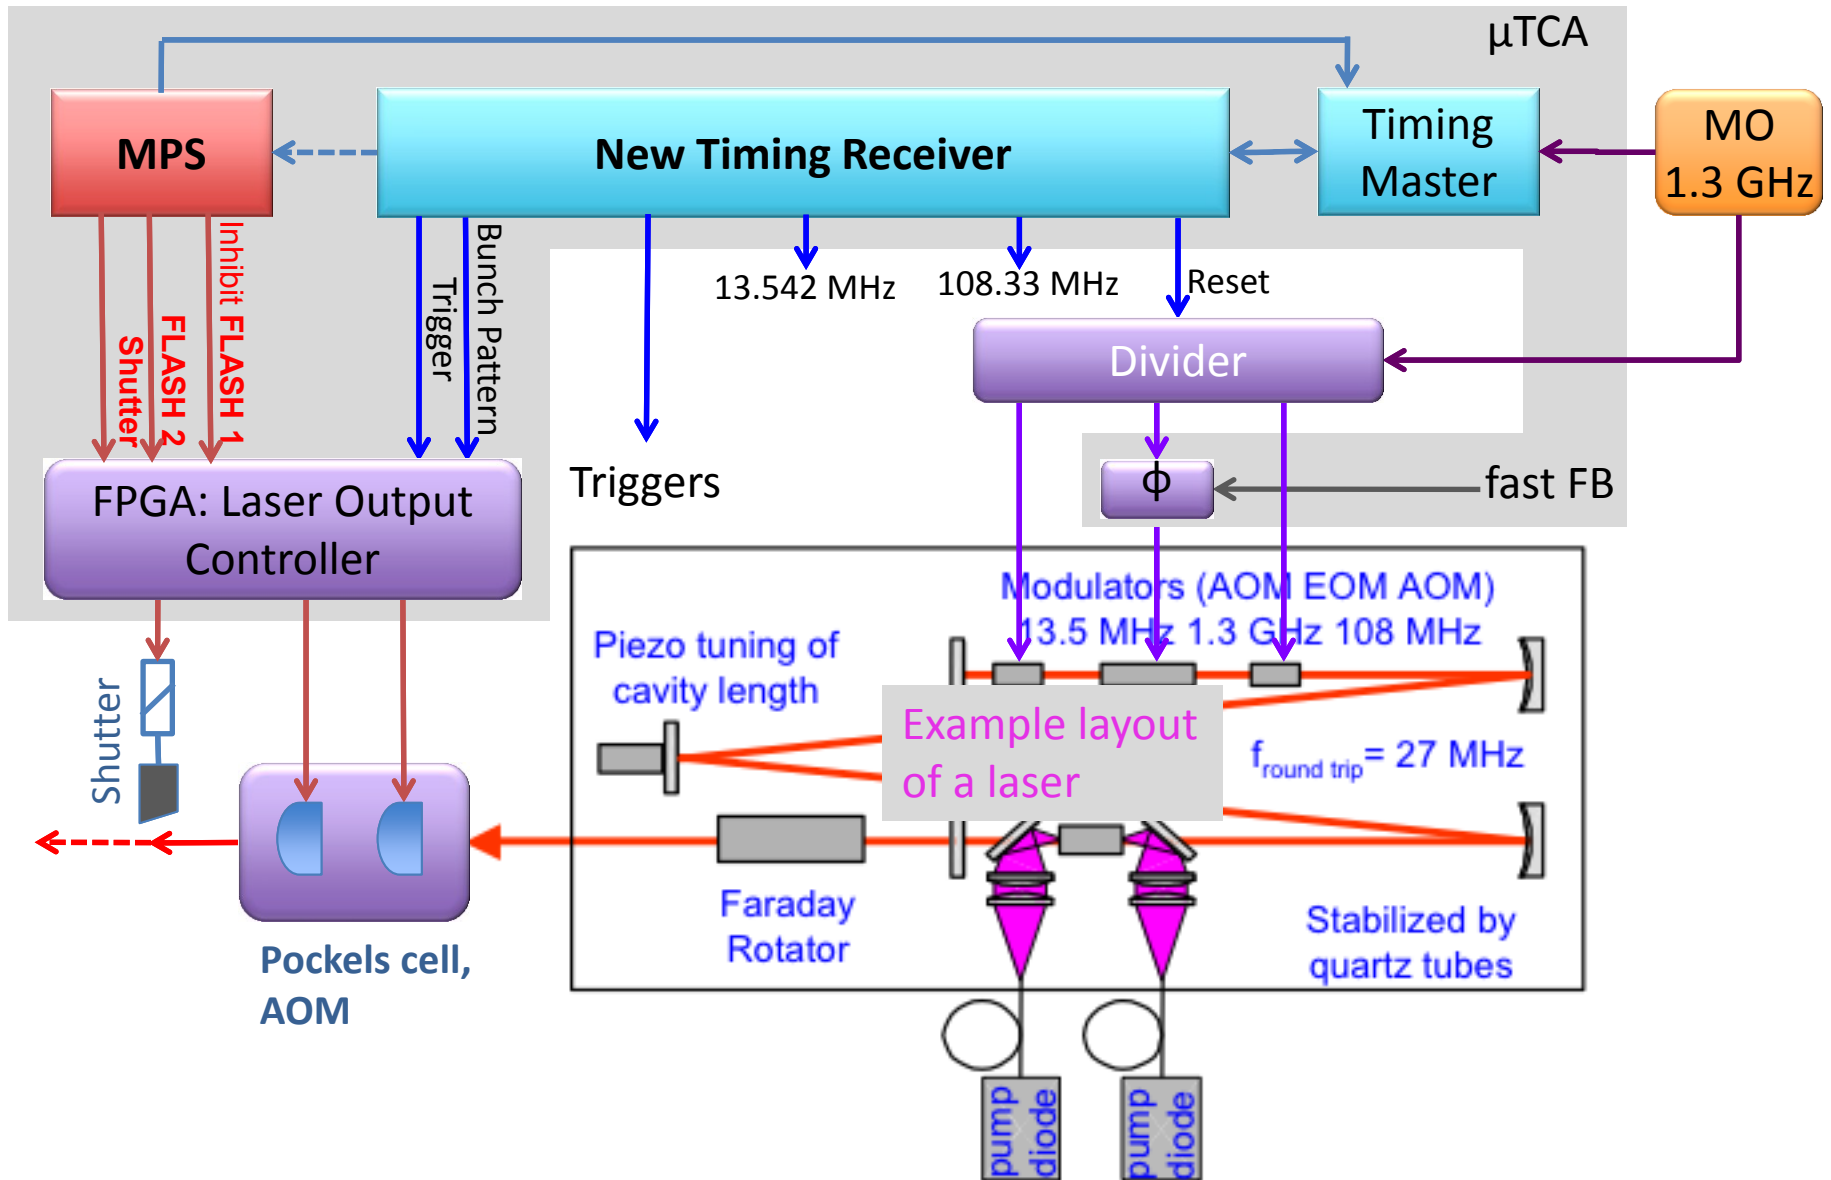 μTCA
MPS
New Timing Receiver
Timing
Master
MO
1.3 GHz
Inhibit FLASH 1
FLASH 2
Shutter
Trigger
Bunch Pattern
13.542 MHz
108.33 MHz
Reset
Divider
Triggers
ϕ
fast FB
FPGA: Laser Output
Controller
Modulators (AOM EOM AOM)
13.5 MHz 1.3 GHz 108 MHz
Piezo tuning of
cavity length
Shutter
Example layout
of a laser
fround trip= 27 MHz
Faraday
Rotator
Stabilized by
quartz tubes
Pockels cell,
AOM
pump
diode
pump
diode